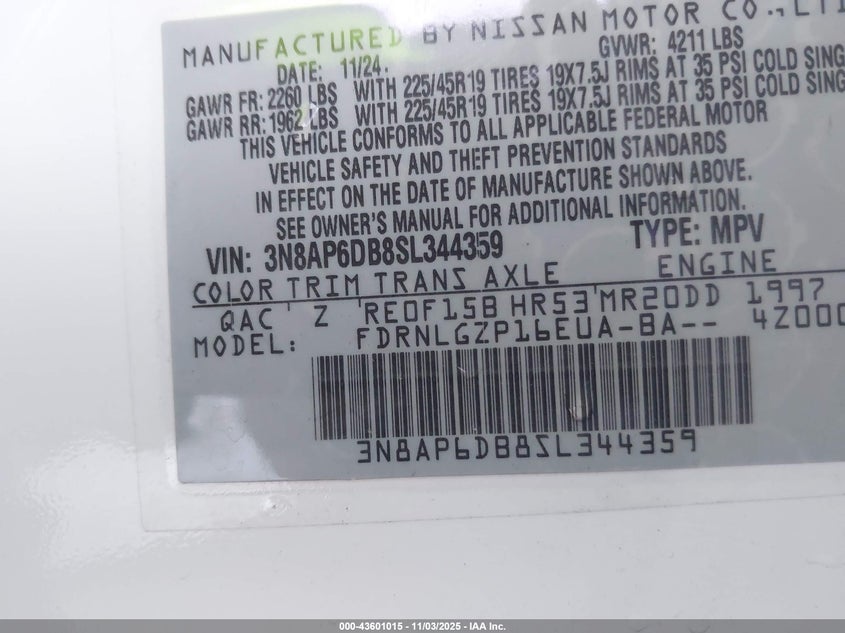 MANUFACTURED BY NISSAN MOTOR CO.,LTD
DATE: 11/24. GVWR: 4211 LBS
GAWR FR: 2260 LBS WITH 225/45R19 TIRES 19X7.5J RIMS AT 35 PSI COLD SING
GAWR RR: 1962 LBS WITH 225/45R19 TIRES 19X7.5J RIMS AT 35 PSI COLD SING
THIS VEHICLE CONFORMS TO ALL APPLICABLE FEDERAL MOTOR
VEHICLE SAFETY AND THEFT PREVENTION STANDARDS
IN EFFECT ON THE DATE OF MANUFACTURE SHOWN ABOVE.
SEE OWNER'S MANUAL FOR ADDITIONAL INFORMATION.
VIN: 3N8AP6DB8SL344359 TYPE: MPV
COLOR TRIM TRANS AXLE ENGINE
QAC Z RE0F15B HR53 MR20DD 1997
MODEL: FDRNLGZP16EUA-BA-- 4Z000
3N8AP6DB8SL344359
000-43601015 - 11/03/2025 - IAA Inc.